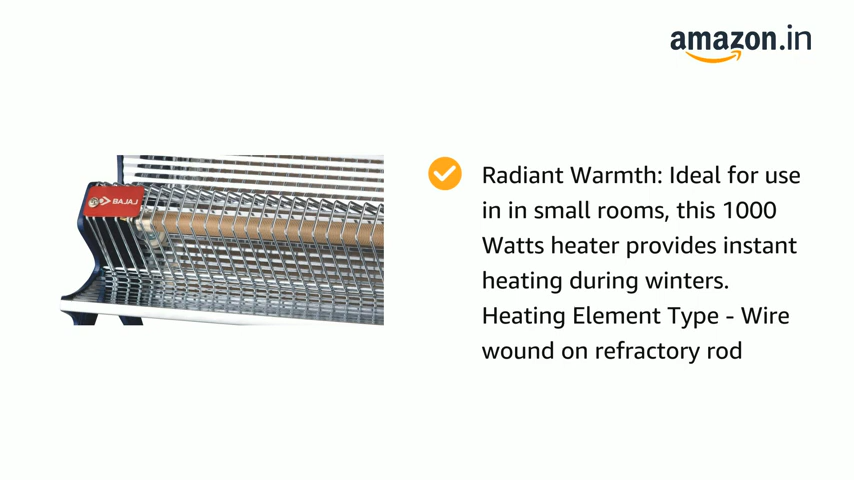 amazon.in
BAJAJ
Radiant Warmth: Ideal for use
in in small rooms, this 1000
Watts heater provides instant
heating during winters.
Heating Element Type - Wire
wound on refractory rod